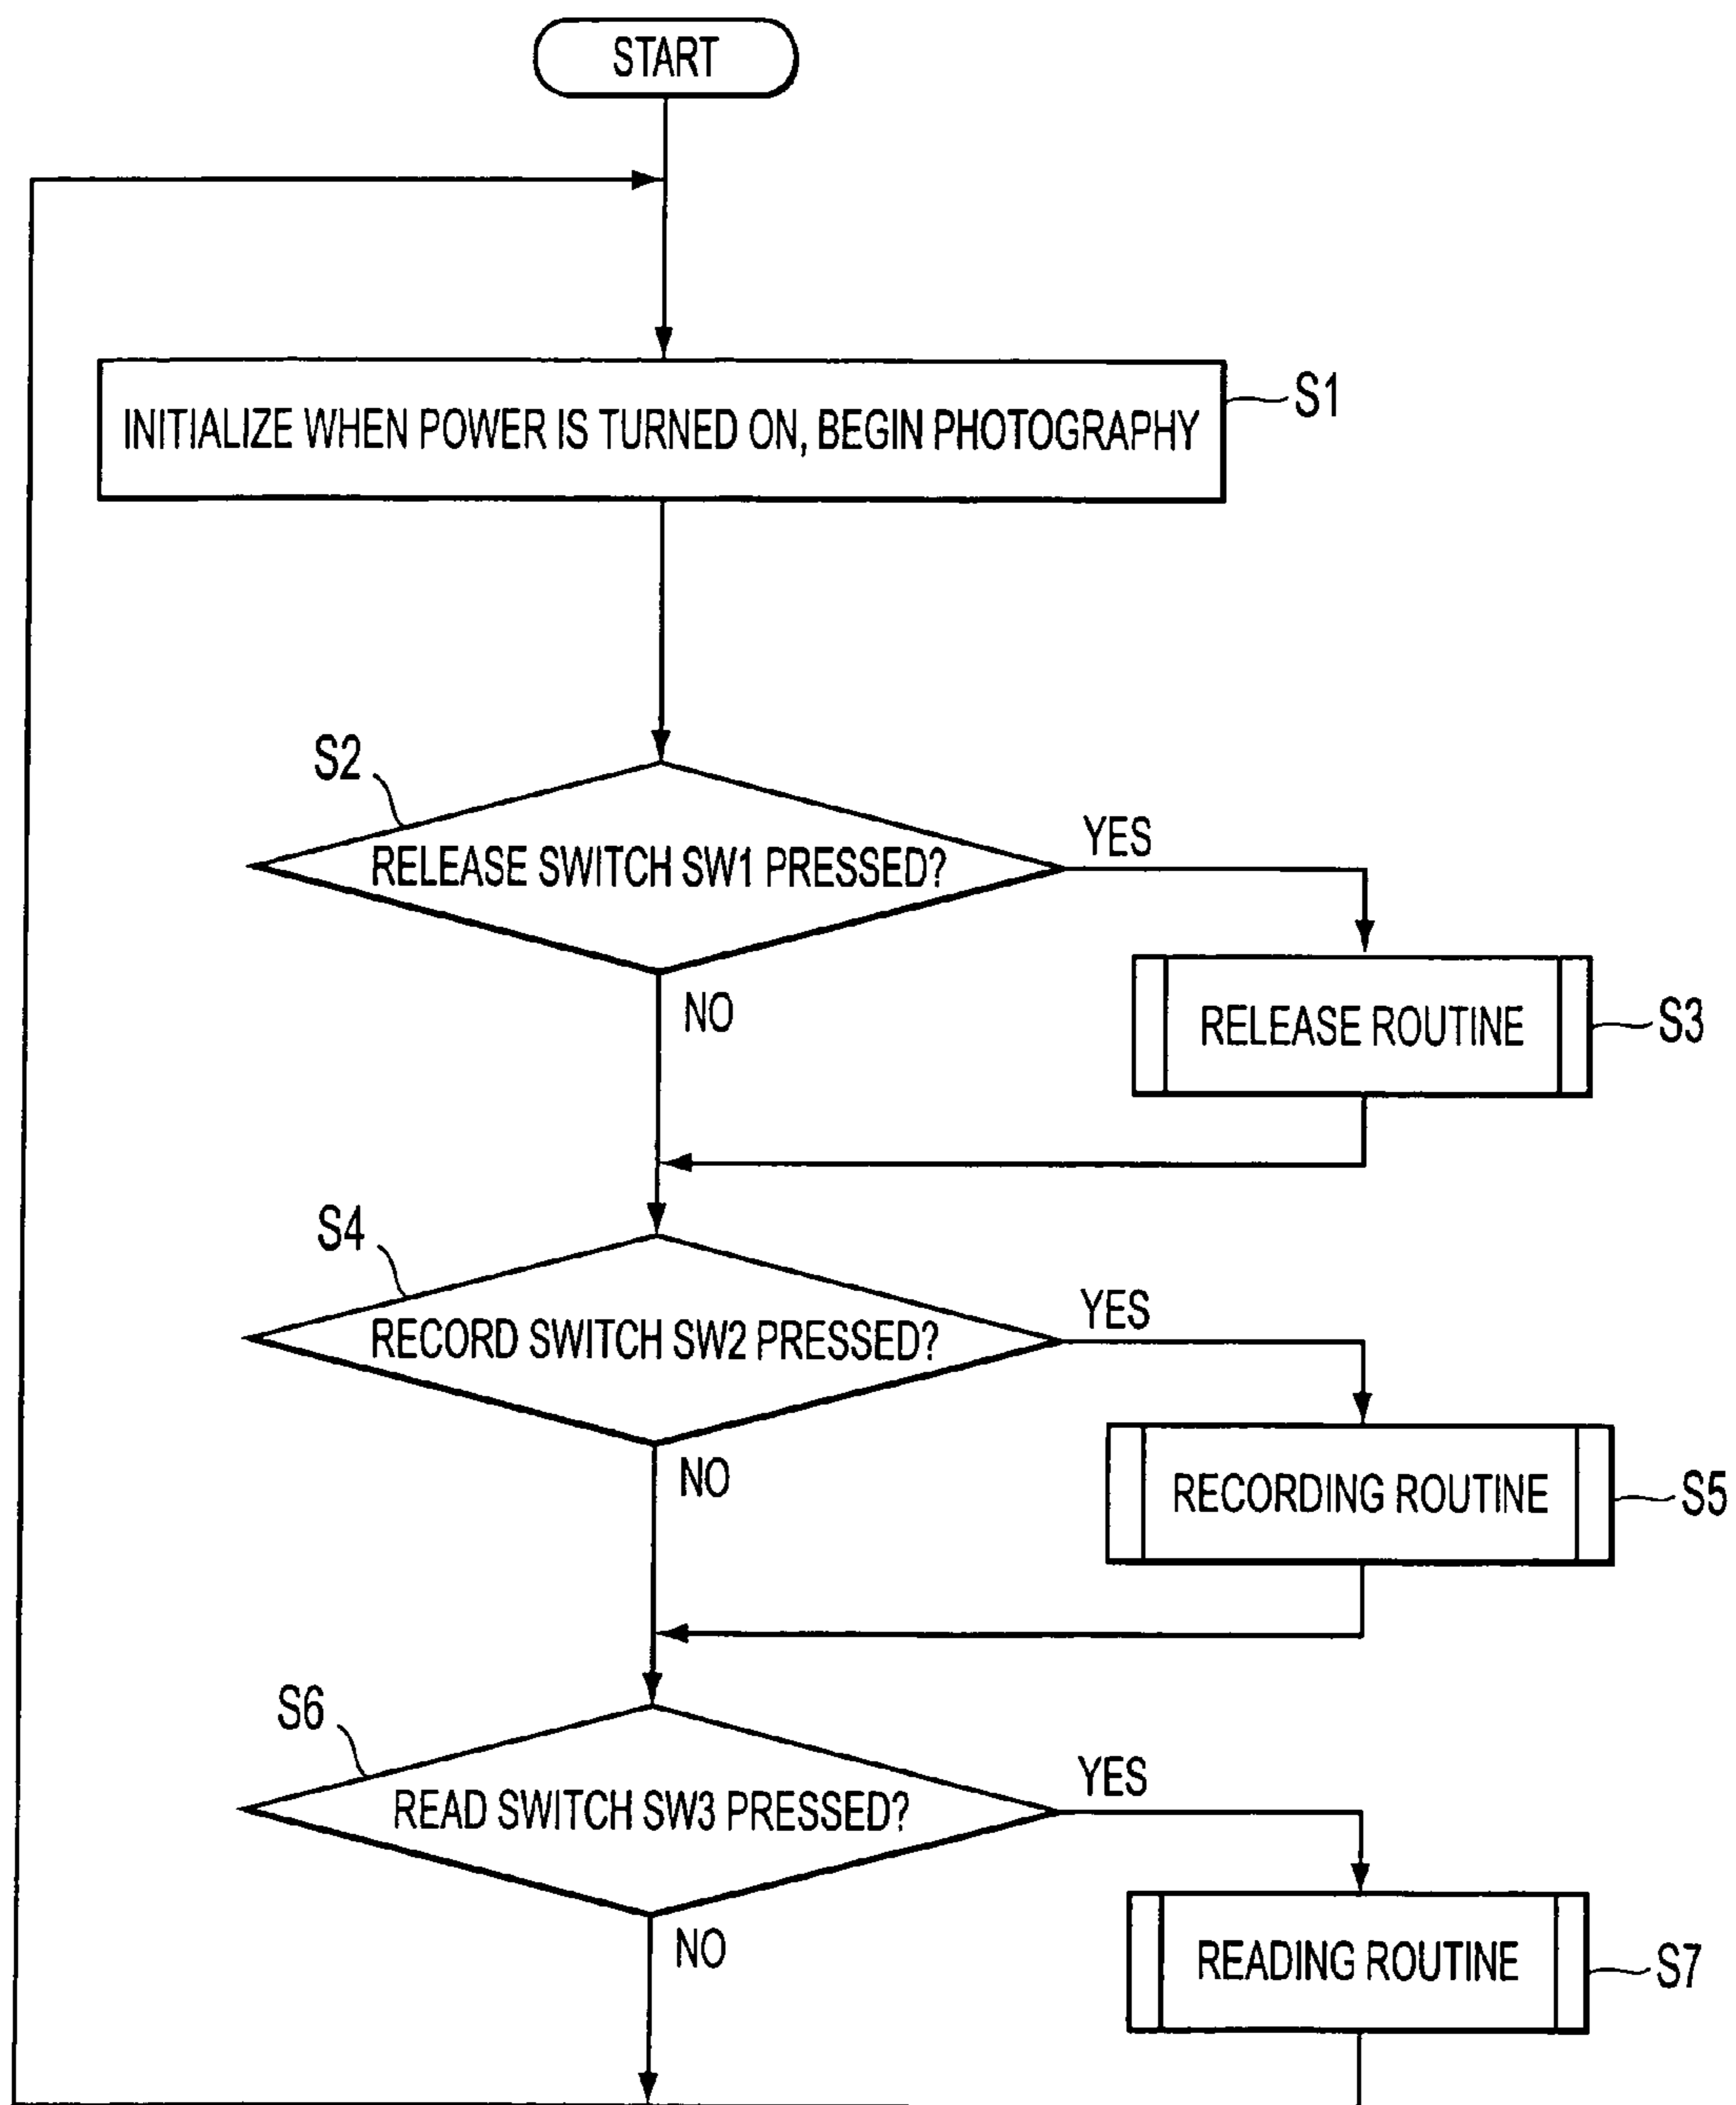 START
INITIALIZE WHEN POWER IS TURNED ON, BEGIN PHOTOGRAPHY
S1
S2
RELEASE SWITCH SW1 PRESSED?
YES
NO
RELEASE ROUTINE
S3
S4
RECORD SWITCH SW2 PRESSED?
YES
NO
RECORDING ROUTINE
S5
S6
READ SWITCH SW3 PRESSED?
YES
NO
READING ROUTINE
S7